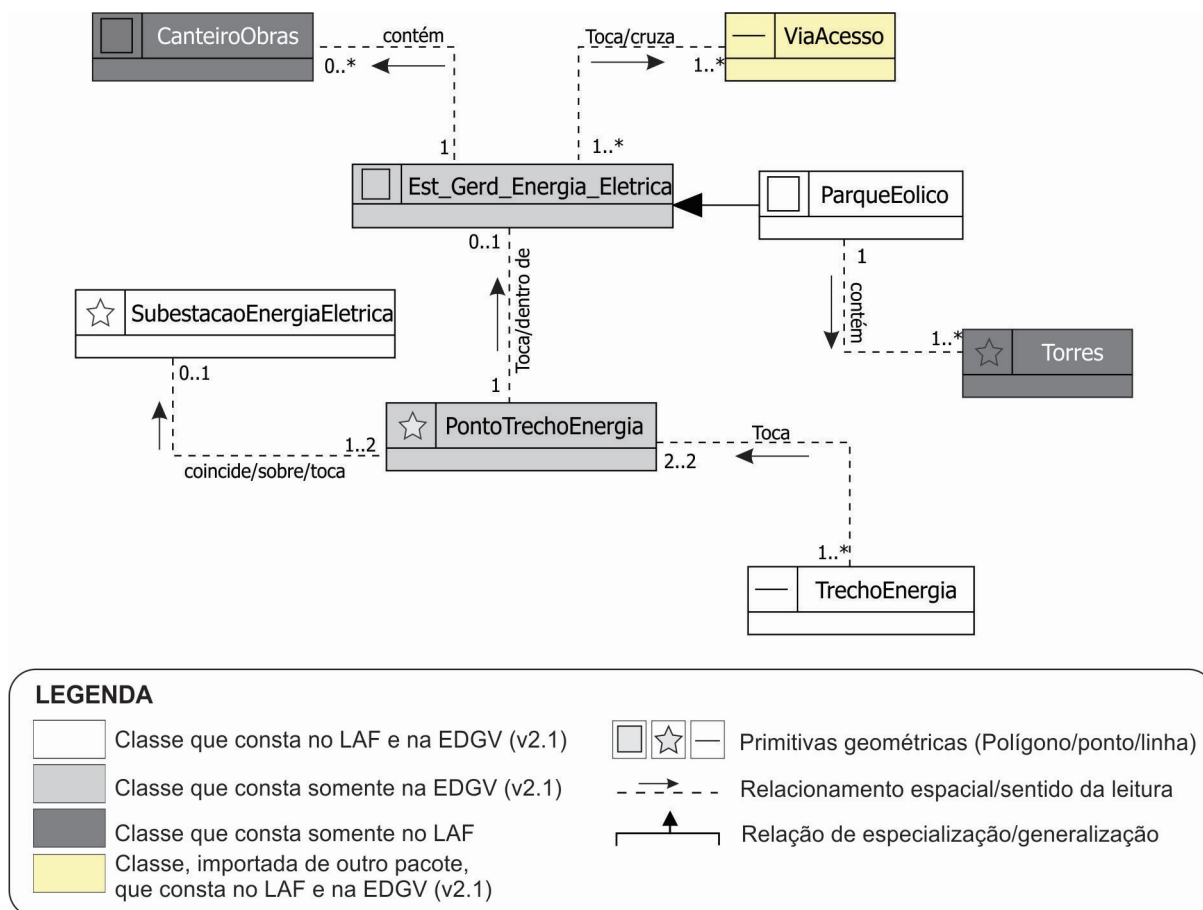 CanteiroObras
contém
0..*
1
Toca/cruza
1..*
ViaAcesso
1..*
Est_Gerd_Energia_Eletrica
ParqueEolico
0..1
Toca/dentro de
1
1
contém
1..*
Torres
SubestacaoEnergiaEletrica
0..1
coincide/sobre/toca
1..2
PontoTrechoEnergia
Toca
2..2
1..*
TrechoEnergia
LEGENDA
Classe que consta no LAF e na EDGV (v2.1)
Classe que consta somente na EDGV (v2.1)
Classe que consta somente no LAF
Classe, importada de outro pacote,
que consta no LAF e na EDGV (v2.1)
Primitivas geométricas (Polígono/ponto/linha)
Relacionamento espacial/sentido da leitura
Relação de especialização/generalização